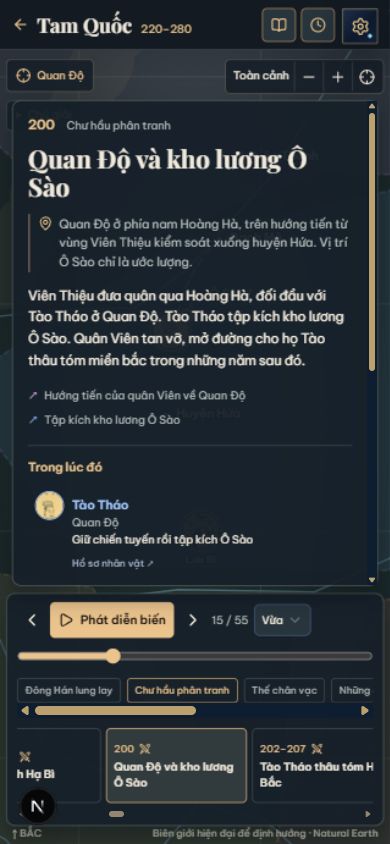 ← Tam Quốc 220–280
Quan Độ
Toàn cảnh − +
200 Chư hầu phân tranh
Quan Độ và kho lương Ô
Sào
Quan Độ ở phía nam Hoàng Hà, trên hướng tiến từ
vùng Viên Thiệu kiểm soát xuống huyện Hứa. Vị trí
Ô Sào chỉ là ước lượng.
Viên Thiệu đưa quân qua Hoàng Hà, đối đầu với
Tào Tháo ở Quan Độ. Tào Tháo tập kích kho lương
Ô Sào. Quân Viên tan vỡ, mở đường cho họ Tào
thâu tóm miền bắc trong những năm sau đó.
↗ Hướng tiến của quân Viên về Quan Độ
↗ Tập kích kho lương Ô Sào
Huyện Hứa
Trong lúc đó
Tào Tháo
Quan Độ
Giữ chiến tuyến rồi tập kích Ô Sào
Hồ sơ nhân vật ↗
Phát diễn biến
15 / 55
Vừa
Đông Hán lung lay
Chư hầu phân tranh
Thế chân vạc
Những
h Hạ Bì
200
Quan Độ và kho lương
Ô Sào
202–207
Tào Tháo thâu tóm H
Bắc
N
↑ BẮC
Biên giới hiện đại để định hướng · Natural Earth